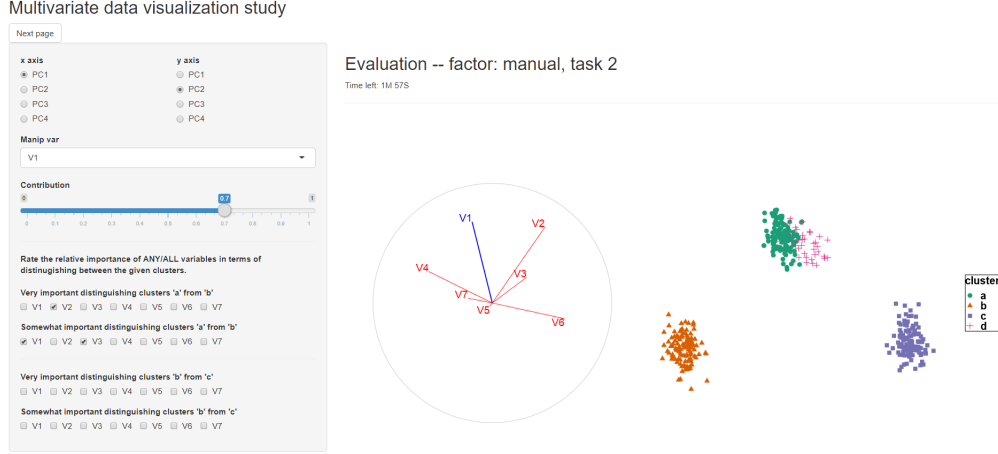 Multivariate data visualization study
Next page
x axis
y axis
PC1
PC1
PC2
PC2
PC3
PC3
PC4
PC4
Manip var
V1
Contribution
0
0.7
1
0 0.1 0.2 0.3 0.4 0.5 0.6 0.7 0.8 0.9 1
Rate the relative importance of ANY/ALL variables in terms of
distinugishing between the given clusters.
Very important distinguishing clusters 'a' from 'b'
V1 V2 V3 V4 V5 V6 V7
Somewhat important distinguishing clusters 'a' from 'b'
V1 V2 V3 V4 V5 V6 V7
Very important distinguishing clusters 'b' from 'c'
V1 V2 V3 V4 V5 V6 V7
Somewhat important distinguishing clusters 'b' from 'c'
V1 V2 V3 V4 V5 V6 V7
Evaluation -- factor: manual, task 2
Time left: 1M 57S
V1
V2
V4
V3
V7
V5
V6
cluster
a
b
c
d